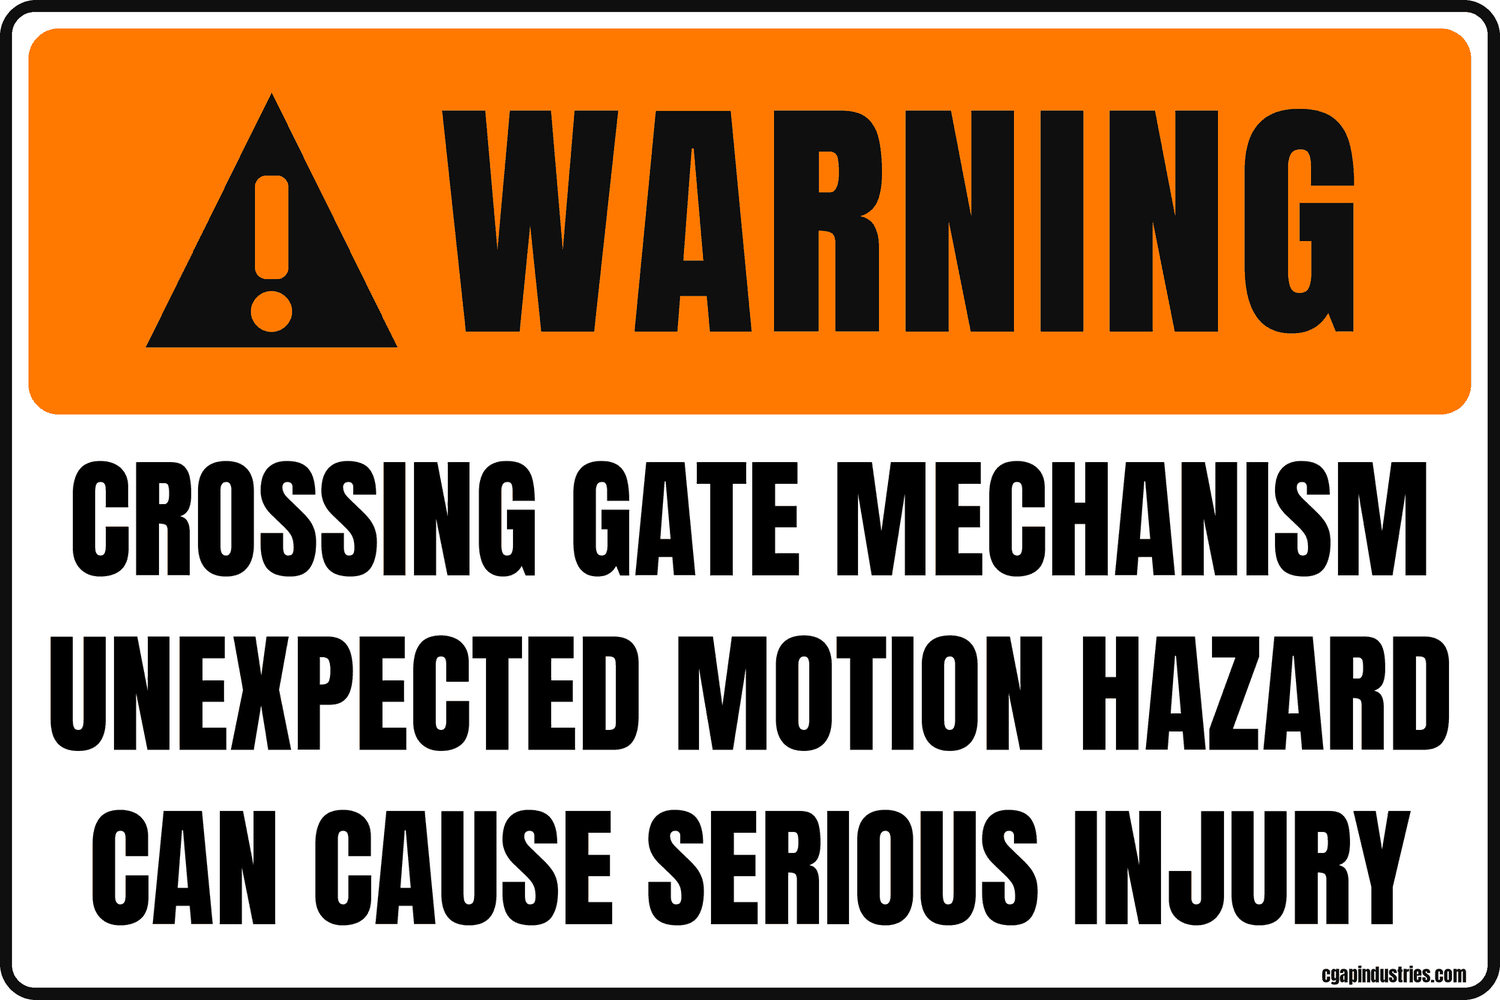 WARNING
CROSSING GATE MECHANISM
UNEXPECTED MOTION HAZARD
CAN CAUSE SERIOUS INJURY
cgapindustries.com